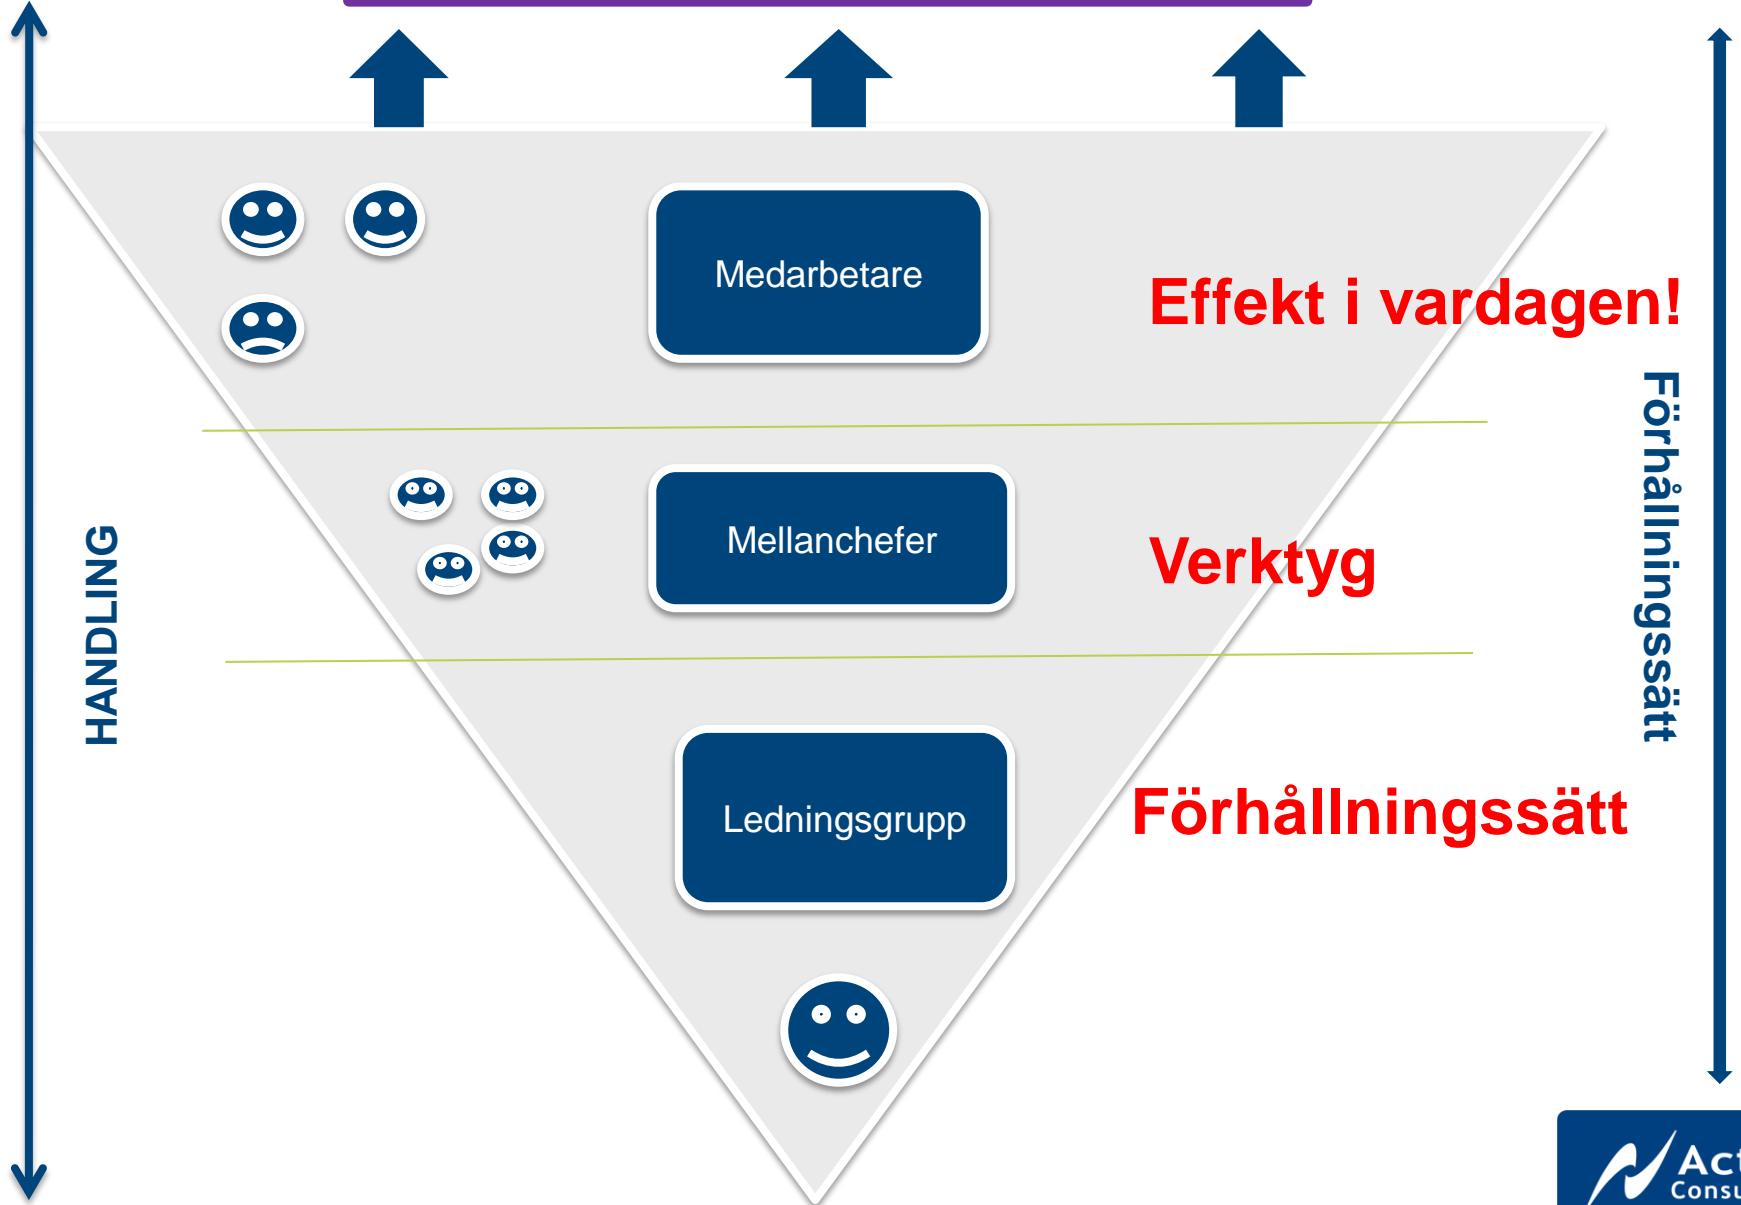 Medarbetare
Effekt i vardagen!
Förhållningssätt
Mellanchefer
Verktyg
HANDLING
Ledningsgrupp
Förhållningssätt